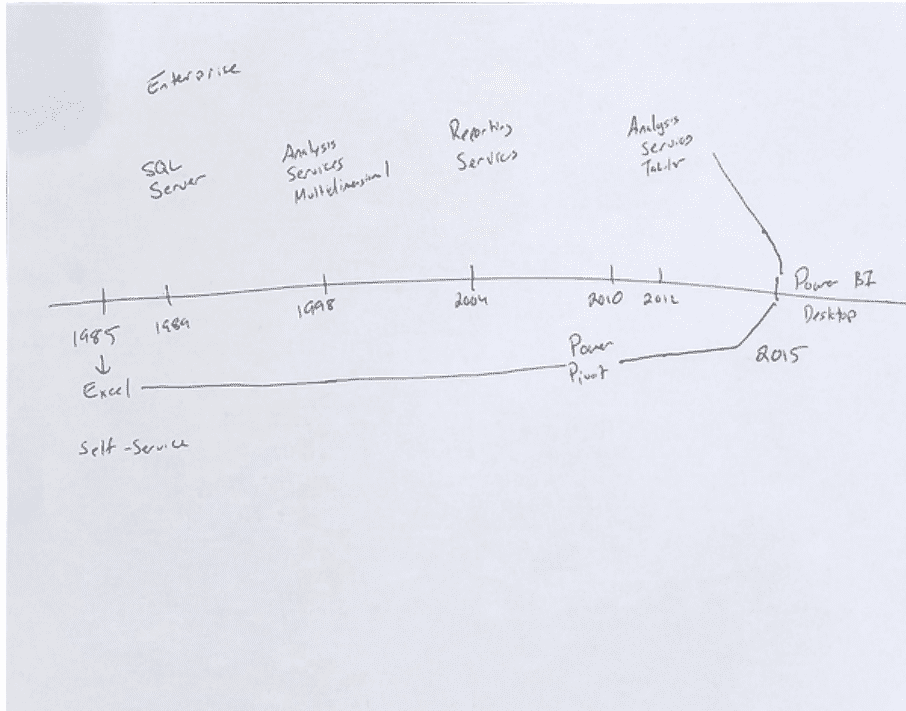 Enterprise
SQL
Server
Analysis
Services
Multidimensional
Reporting
Services
Analysis
Services
Tabular
1985
1989
1998
2004
2010
2012
Power BI
Desktop
2015
Excel
Power
Pivot
Self-Service